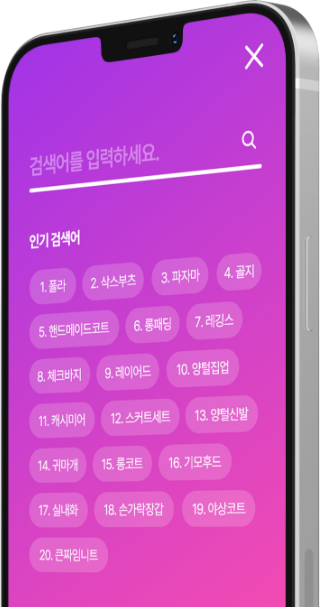 검색어를 입력하세요.
인기 검색어
1. 폴라 2. 삭스부츠 3. 파자마 4. 골지
5. 핸드메이드코트 6. 롱패딩 7. 레깅스
8. 체크바지 9. 레이어드 10. 양털집업
11. 캐시미어 12. 스커트세트 13. 양털신발
14. 귀마개 15. 롱코트 16. 기모후드
17. 실내화 18. 손가락장갑 19. 야상코트
20. 큰짜임니트